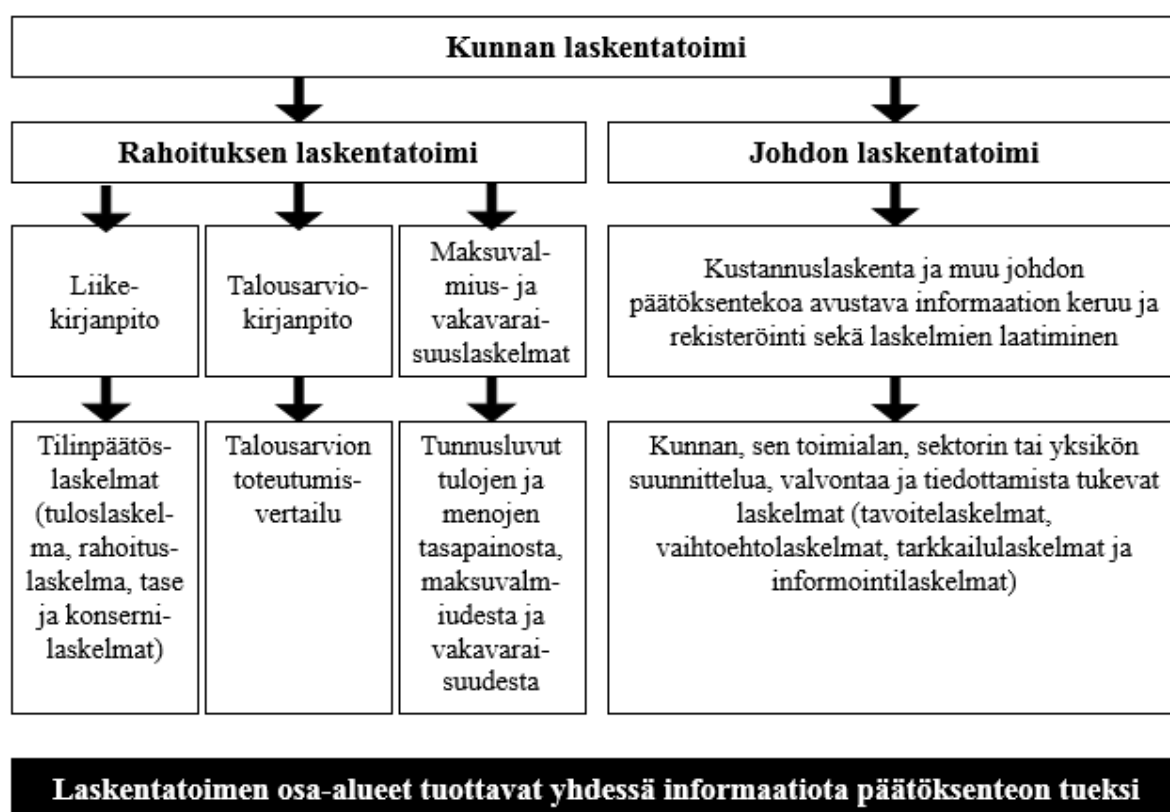 Kunnan laskentatoimi
Rahoituksen laskentatoimi
Johdon laskentatoimi
Liike-
kirjanpito
Talousarvio-
kirjanpito
Maksuval-
mius- ja
vakavarai-
suuslaskelmat
Kustannuslaskenta ja muu johdon
päätöksentekoa avustava informaation keruu ja
rekisteröinti sekä laskelmien laatiminen
Tilinpäätös-
laskelmat
(tuloslaskel-
ma, rahoitus-
laskelma, tase
ja konserni-
laskelmat)
Talousarvion
toteutumis-
vertailu
Tunnusluvut
tulojen ja
menojen
tasapainosta,
maksuvalm-
iudesta ja
vakavarai-
suudesta
Kunnan, sen toimialan, sektorin tai yksikön
suunnittelua, valvontaa ja tiedottamista tukevat
laskelmat (tavoitelaskelmat,
vaihtoehtolaskelmat, tarkkailulaskelmat ja
informointilaskelmat)
Laskentatoimen osa-alueet tuottavat yhdessä informaatiota päätöksenteon tueksi